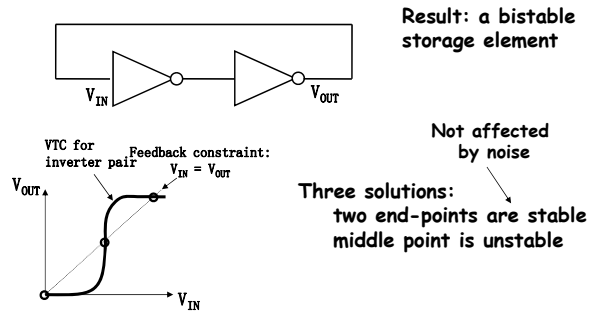 Result: a bistable
storage element
V_IN
V_OUT
Not affected
by noise
VTC for
inverter pair
Feedback constraint:
V_IN = V_OUT
V_OUT
V_IN
Three solutions:
two end-points are stable
middle point is unstable